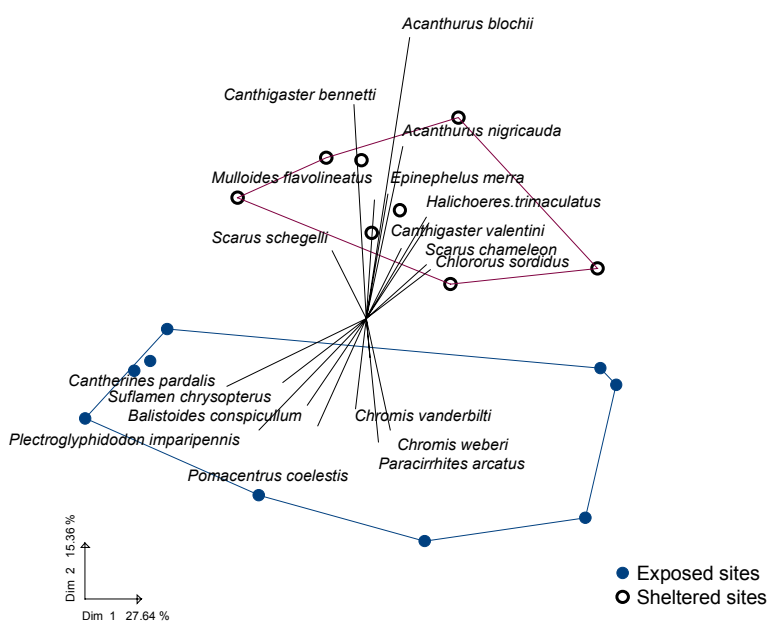 Acanthurus blochii
Canthigaster bennetti
Acanthurus nigricauda
Mulloides flavolineatus
Epinephelus merra
Halichoeres.trimaculatus
Canthigaster valentini
Scarus schegelli
Scarus chameleon
Chlororus sordidus
Cantherines pardalis
Suflamen chrysopterus
Balistoides conspicullum
Chromis vanderbilti
Plectroglyphidodon imparipennis
Chromis weberi
Paracirrhites arcatus
Pomacentrus coelestis
Dim 2 15.36 %
Dim 1 27.64 %
Exposed sites
Sheltered sites